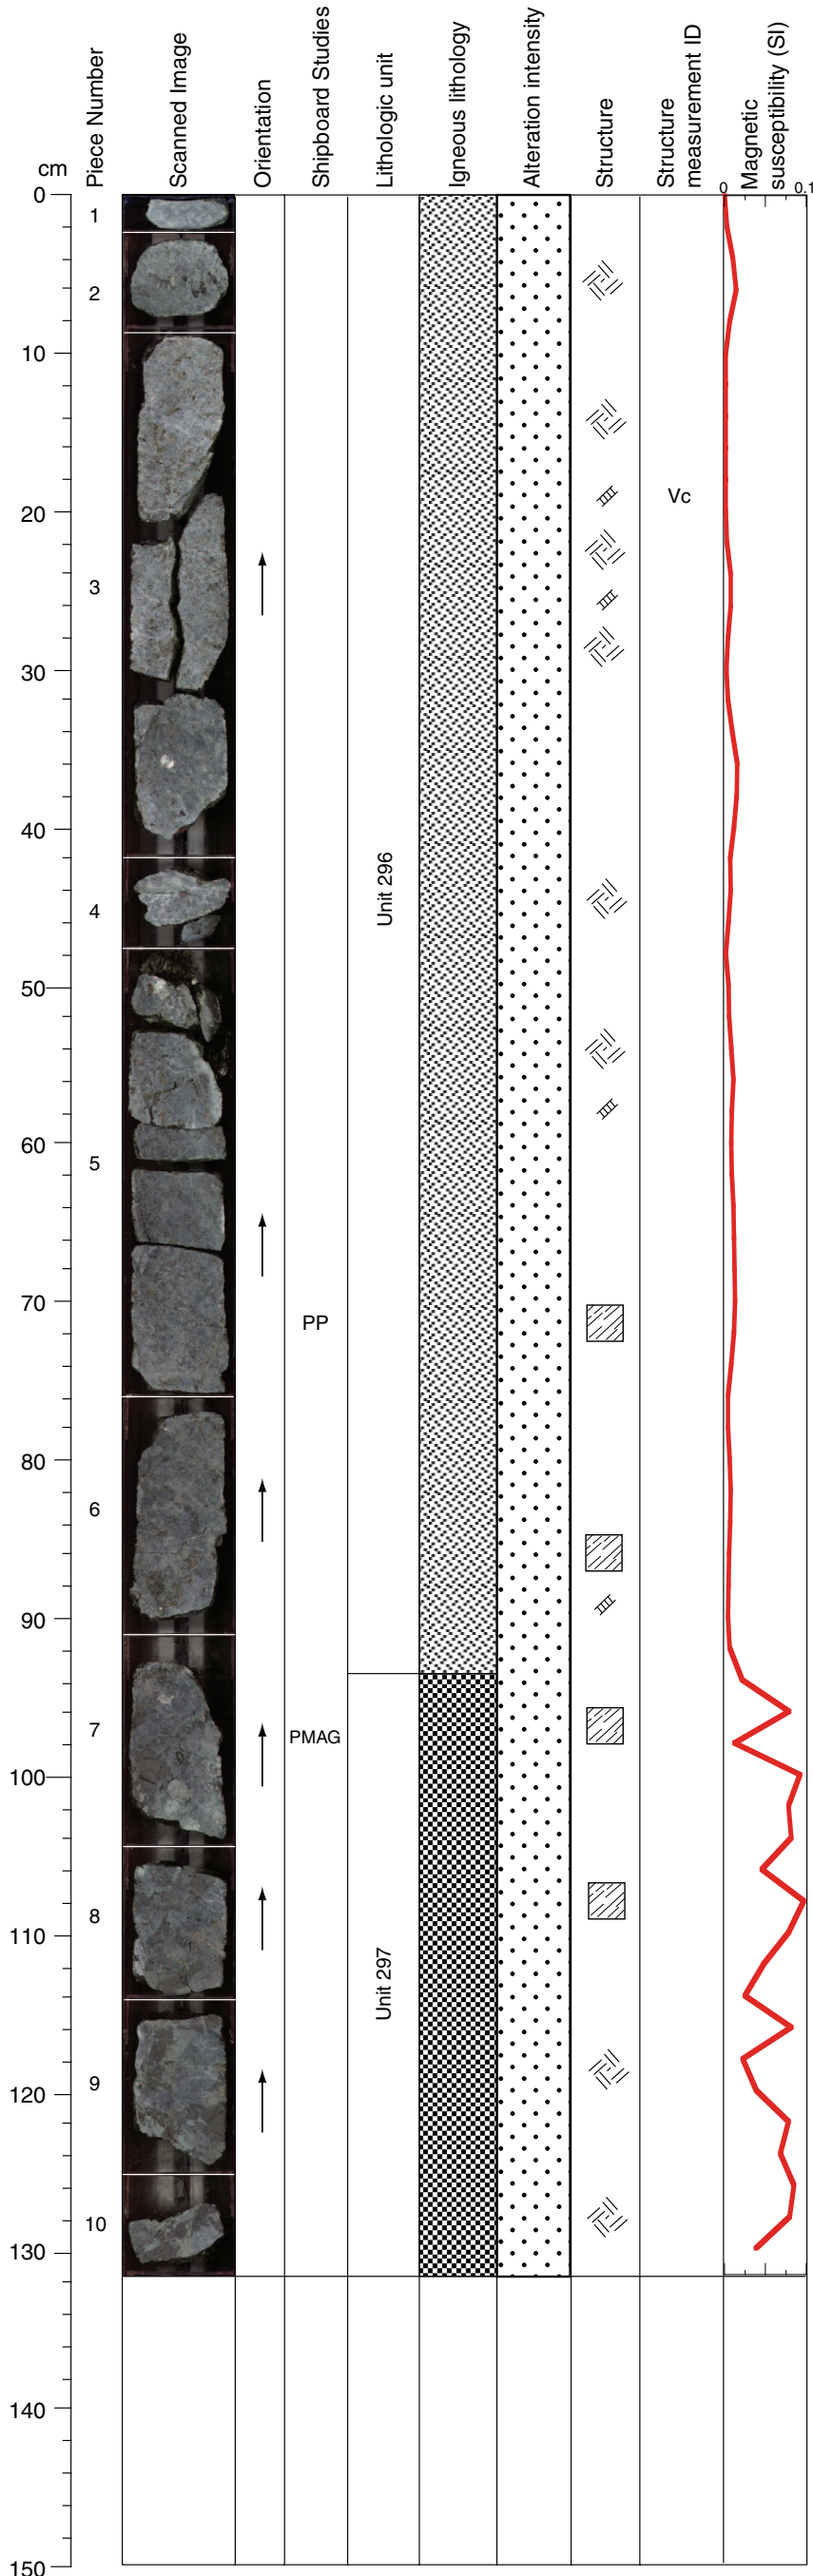 cm
Piece Number
Scanned Image
Orientation
Shipboard Studies
Lithologic unit
Igneous lithology
Alteration intensity
Structure
Structure
measurement ID
Magnetic
susceptibility (SI)
0
0.1
0
10
20
30
40
50
60
70
80
90
100
110
120
130
140
150
1
2
3
4
5
6
7
8
9
10
PP
PMAG
Unit 296
Unit 297
Vc